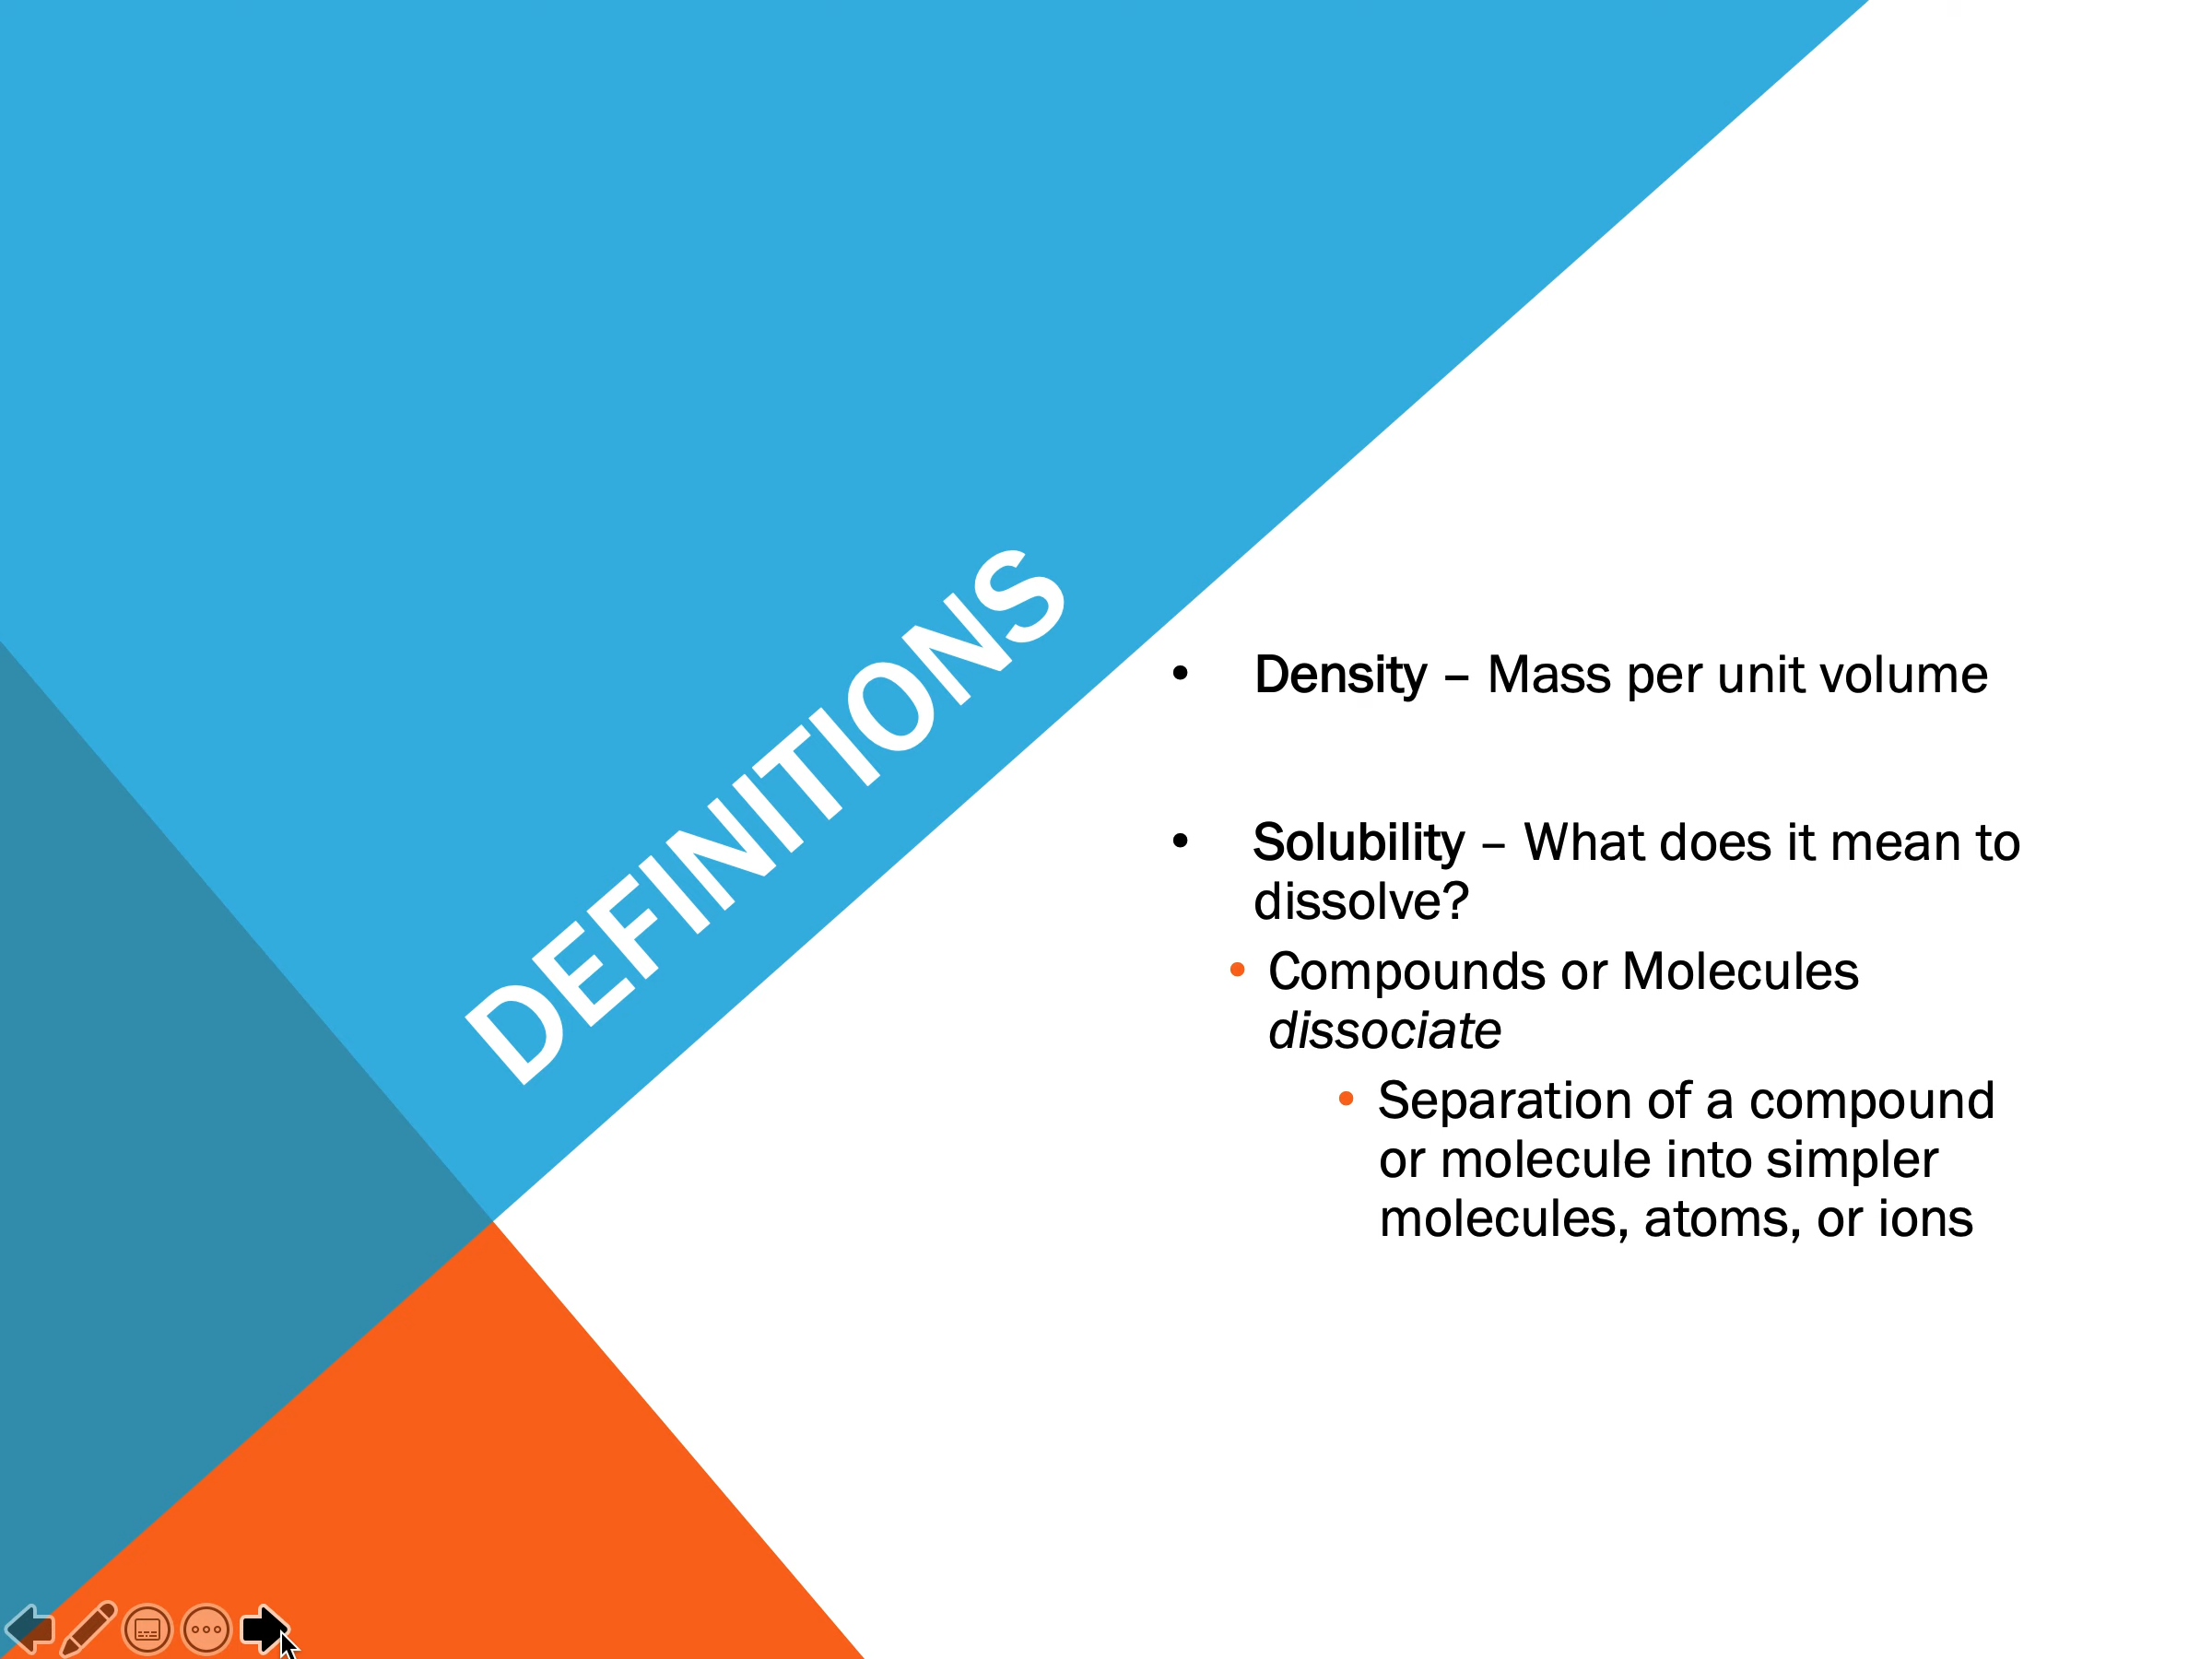 DEFINITIONS
• Density – Mass per unit volume
• Solubility – What does it mean to
dissolve?
• Compounds or Molecules
dissociate
• Separation of a compound
or molecule into simpler
molecules, atoms, or ions